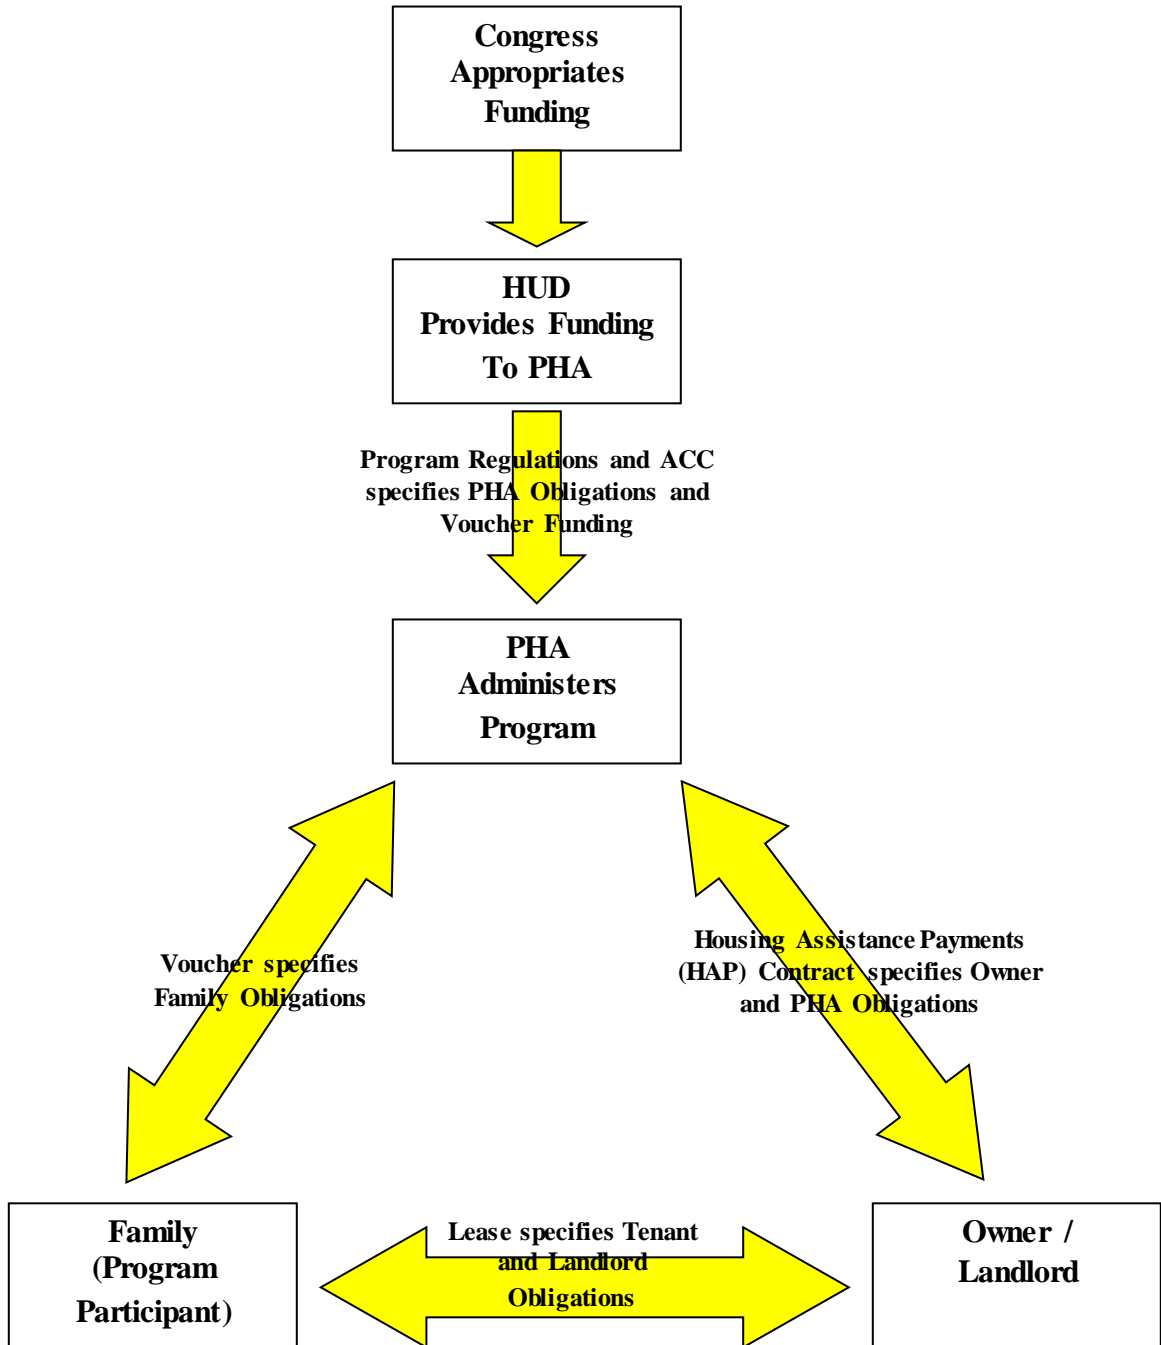 Congress
Appropriates
Funding
HUD
Provides Funding
To PHA
Program Regulations and ACC
specifies PHA Obligations and
Voucher Funding
PHA
Administers
Program
Voucher specifies
Family Obligations
Housing Assistance Payments
(HAP) Contract specifies Owner
and PHA Obligations
Family
(Program
Participant)
Lease specifies Tenant
and Landlord
Obligations
Owner /
Landlord